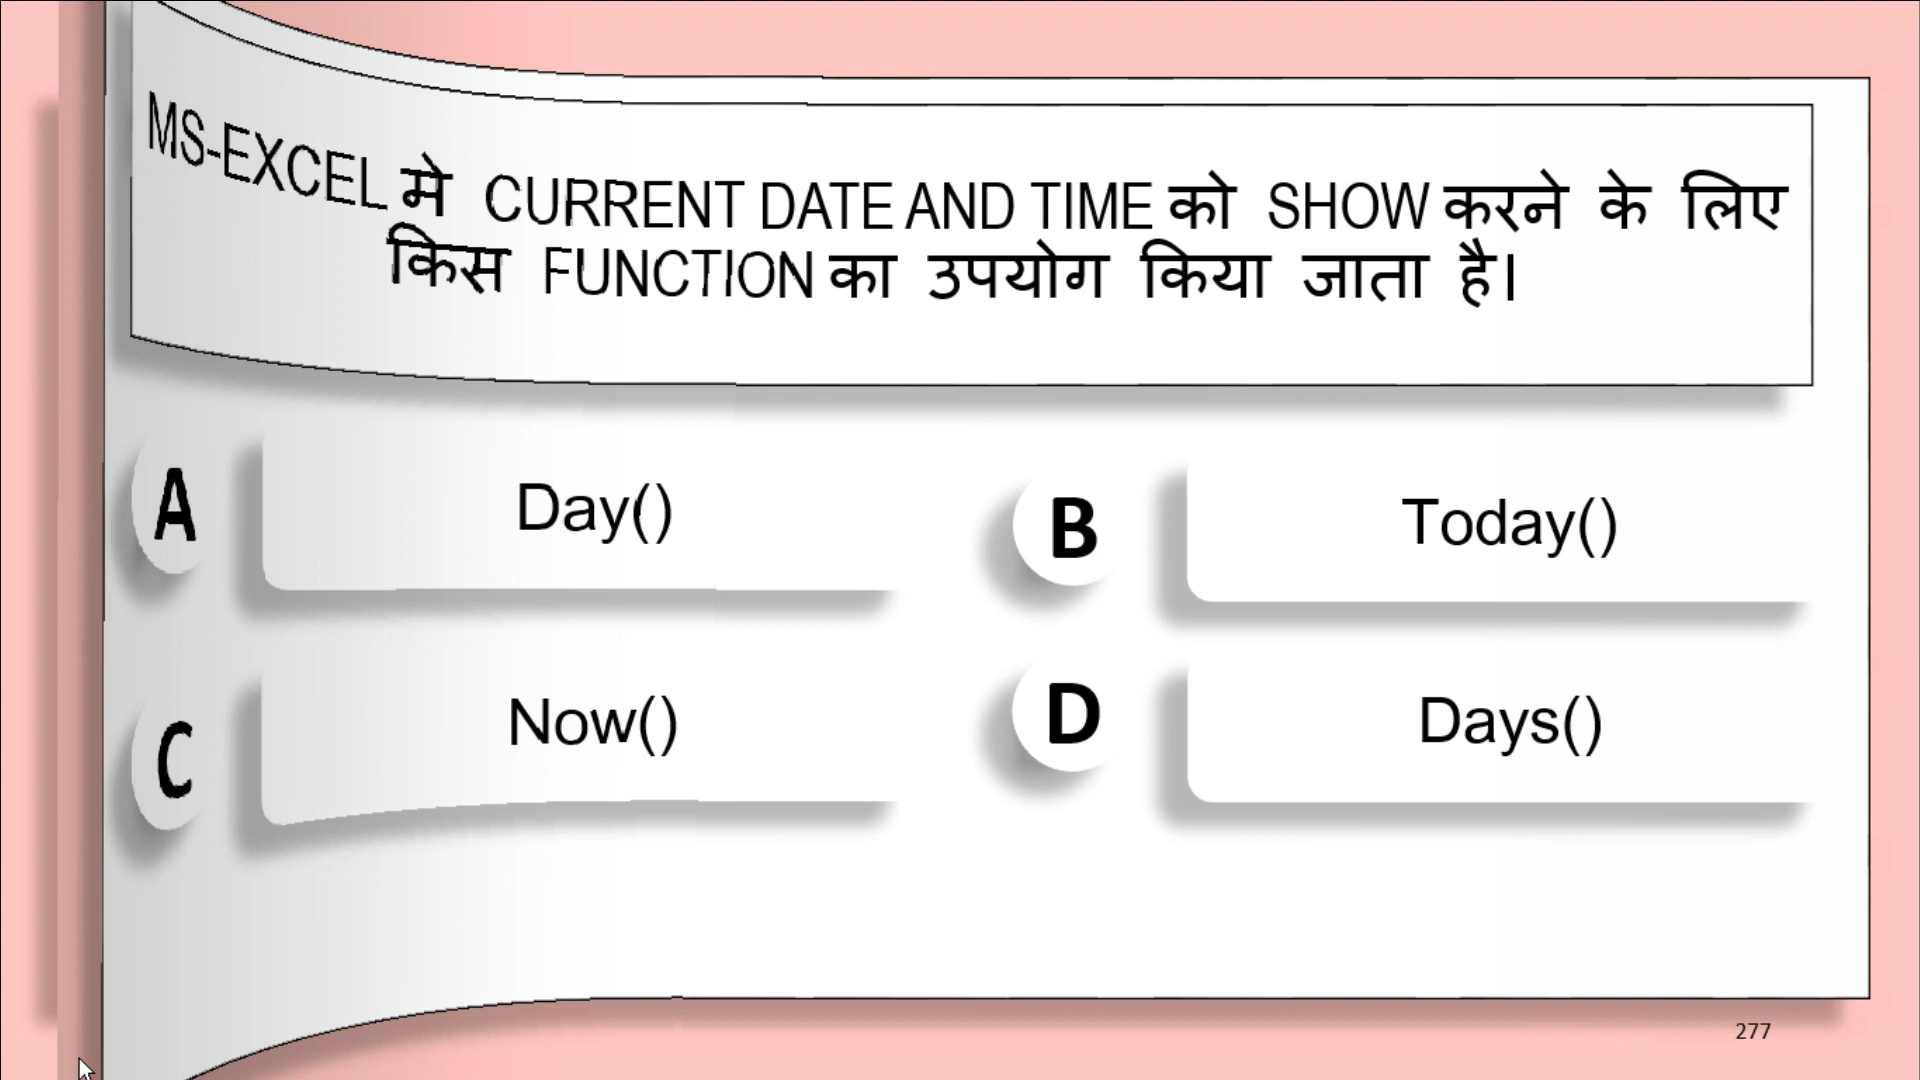 MS-EXCEL मे CURRENT DATE AND TIME को SHOW करने के लिए
किस FUNCTION का उपयोग किया जाता है।
A Day()
B Today()
C Now()
D Days()
277